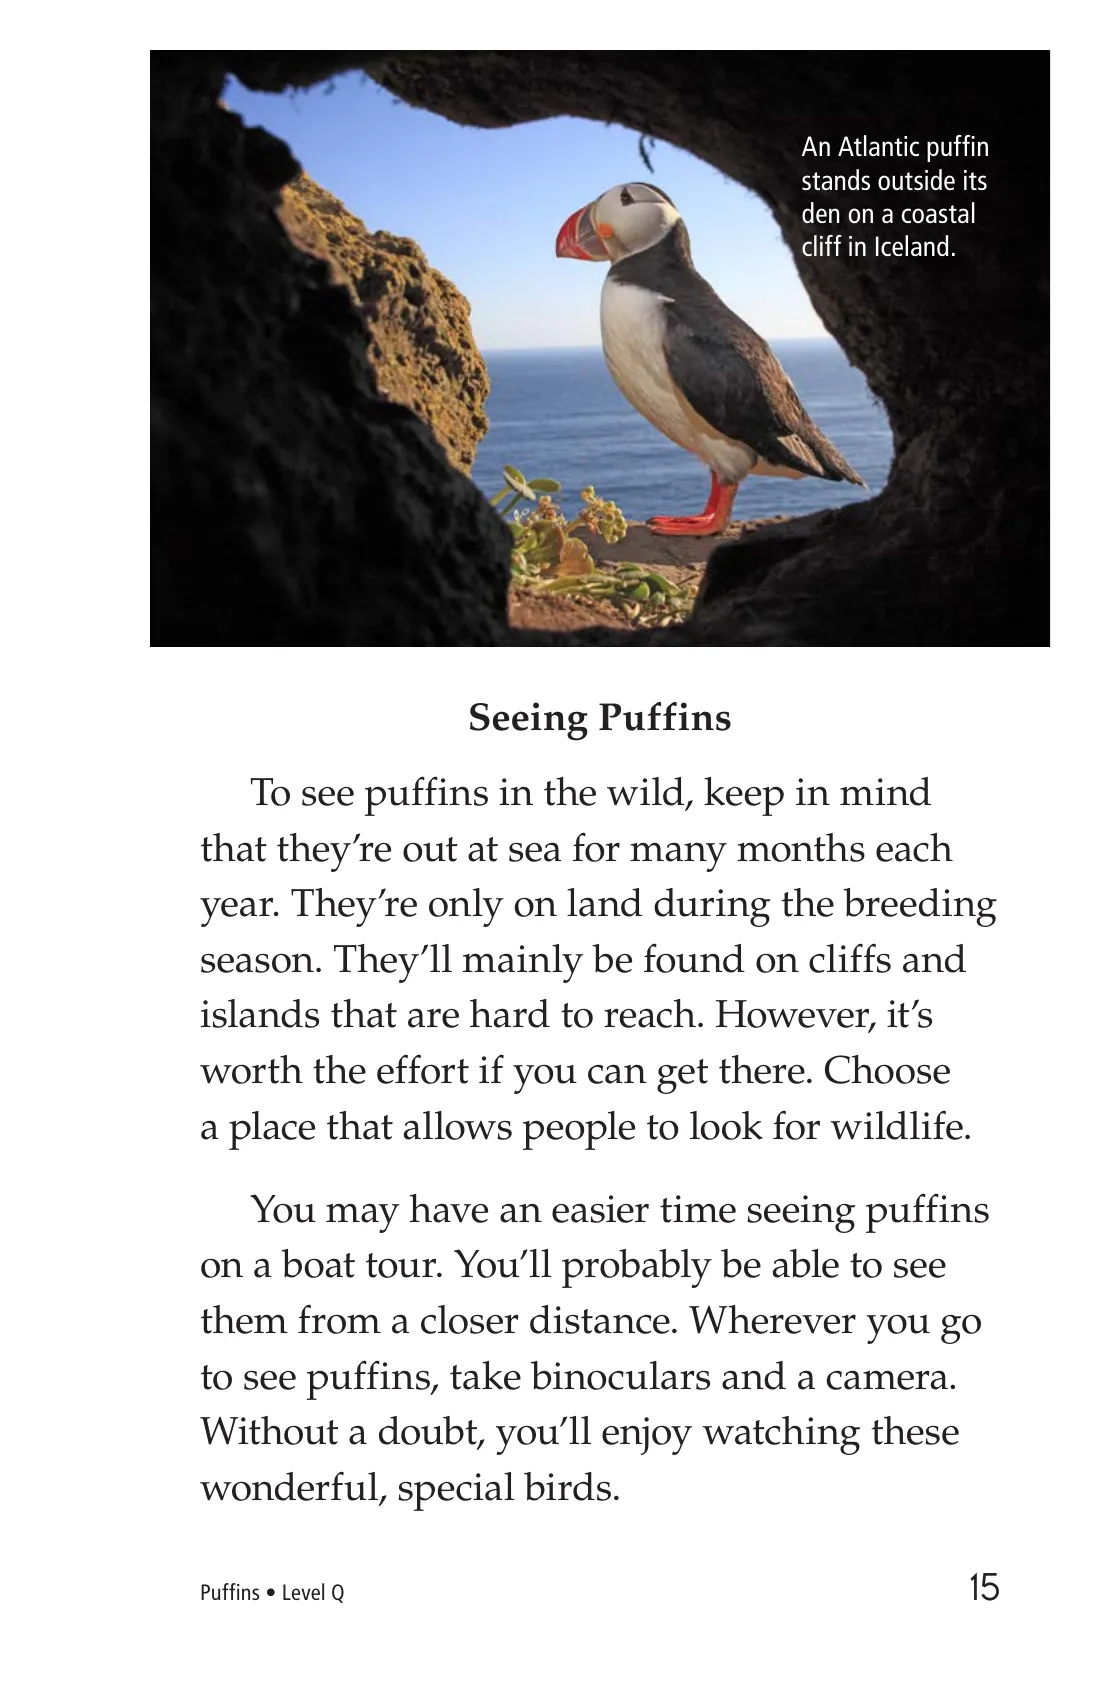 An Atlantic puffin
stands outside its
den on a coastal
cliff in Iceland.
Seeing Puffins
To see puffins in the wild, keep in mind
that they’re out at sea for many months each
year. They’re only on land during the breeding
season. They’ll mainly be found on cliffs and
islands that are hard to reach. However, it’s
worth the effort if you can get there. Choose
a place that allows people to look for wildlife.
You may have an easier time seeing puffins
on a boat tour. You’ll probably be able to see
them from a closer distance. Wherever you go
to see puffins, take binoculars and a camera.
Without a doubt, you’ll enjoy watching these
wonderful, special birds.
Puffins • Level Q
15